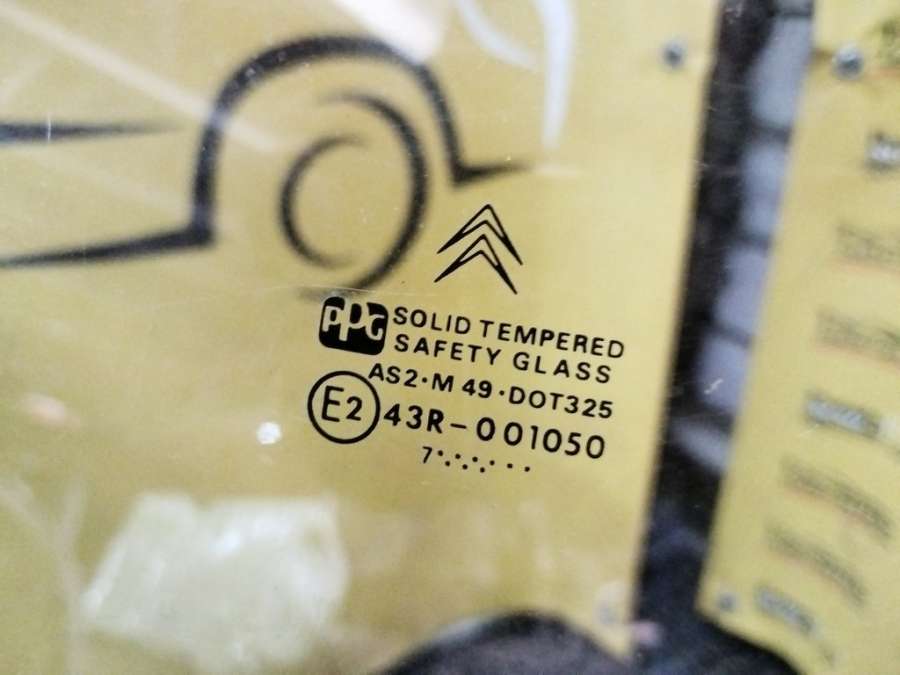 PPG SOLID TEMPERED
SAFETY GLASS
AS2·M 49·DOT325
E2 43R-001050
7